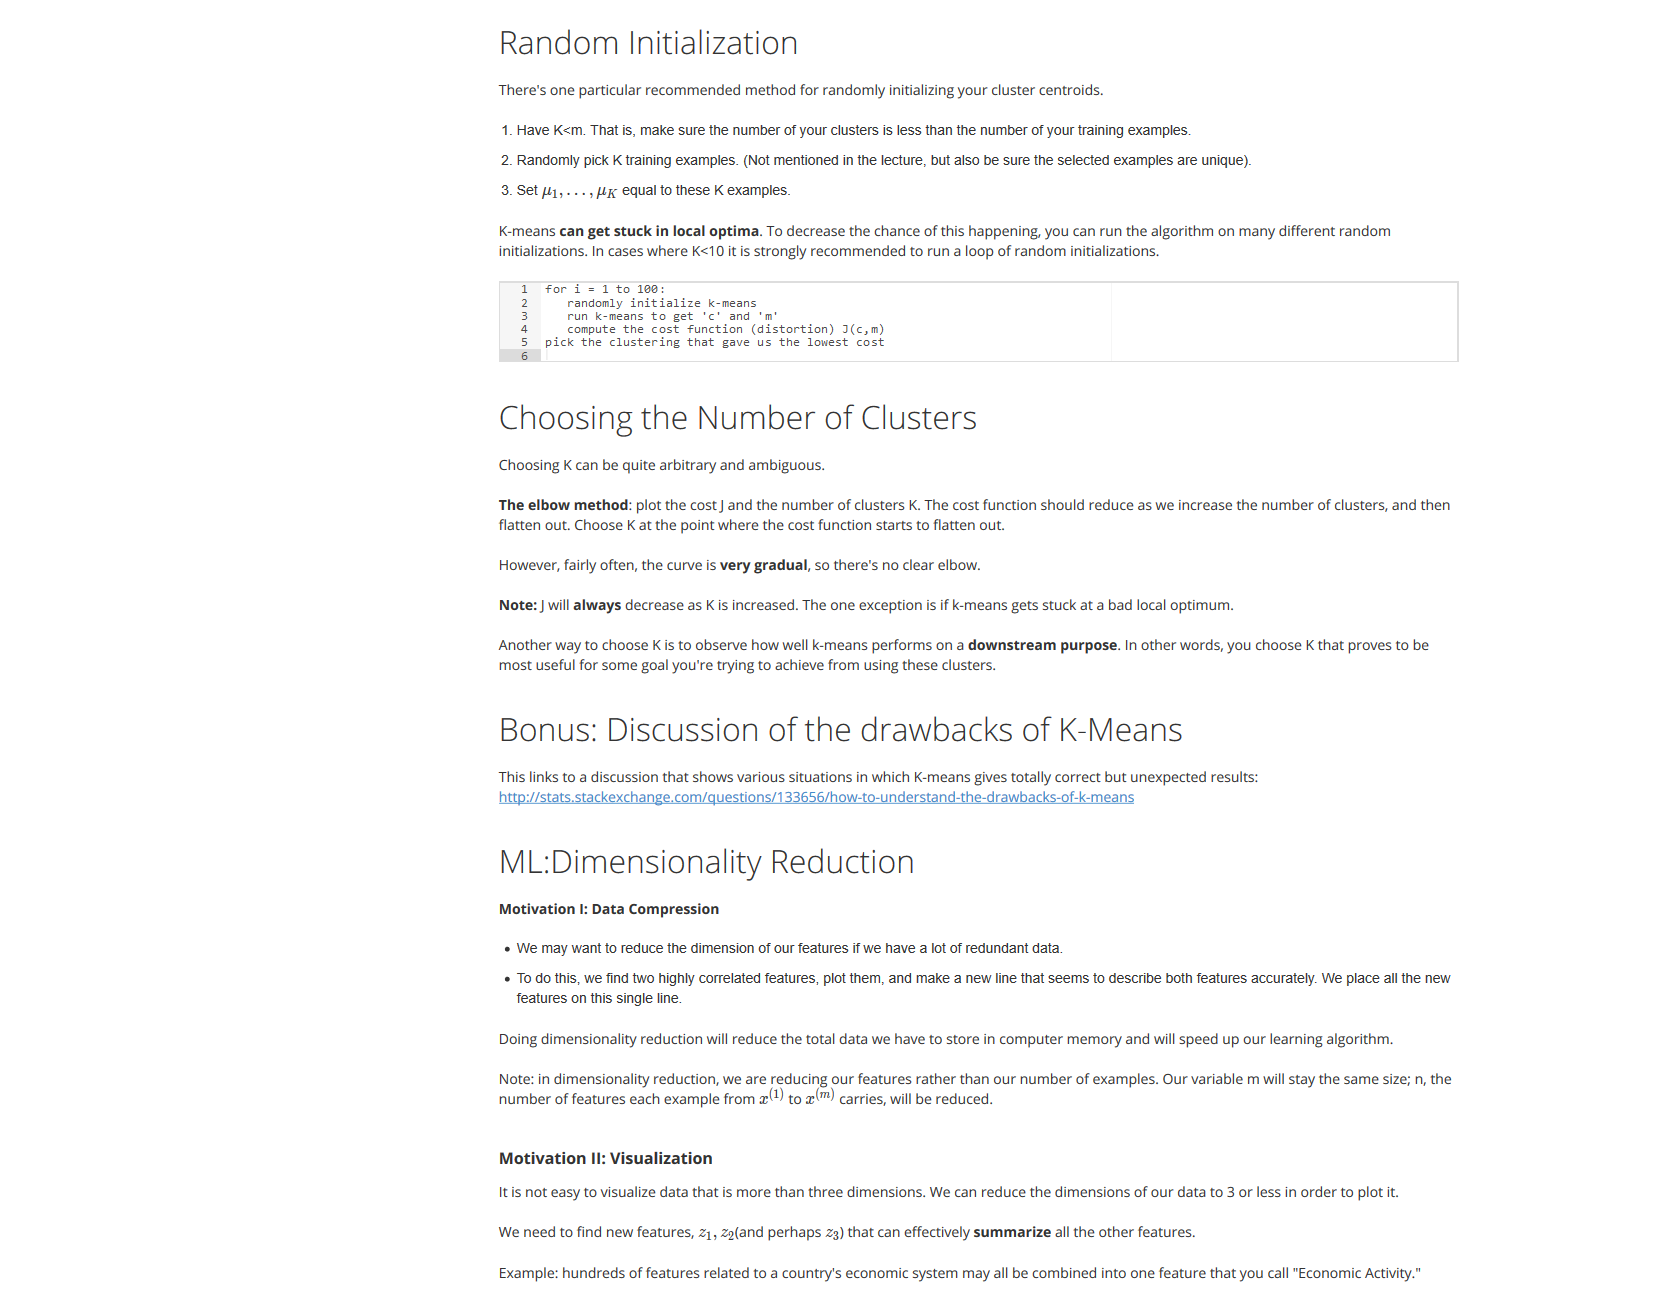 Random Initialization
There's one particular recommended method for randomly initializing your cluster centroids.
1. Have K<m. That is, make sure the number of your clusters is less than the number of your training examples.
2. Randomly pick K training examples. (Not mentioned in the lecture, but also be sure the selected examples are unique).
3. Set μ1,...,μK equal to these K examples.
K-means can get stuck in local optima. To decrease the chance of this happening, you can run the algorithm on many different random
initializations. In cases where K<10 it is strongly recommended to run a loop of random initializations.
1 for i = 1 to 100:
2    randomly initialize k-means
3    run k-means to get 'c' and 'm'
4    compute the cost function (distortion) J(c,m)
5 pick the clustering that gave us the lowest cost
6
Choosing the Number of Clusters
Choosing K can be quite arbitrary and ambiguous.
The elbow method: plot the cost J and the number of clusters K. The cost function should reduce as we increase the number of clusters, and then
flatten out. Choose K at the point where the cost function starts to flatten out.
However, fairly often, the curve is very gradual, so there's no clear elbow.
Note: J will always decrease as K is increased. The one exception is if k-means gets stuck at a bad local optimum.
Another way to choose K is to observe how well k-means performs on a downstream purpose. In other words, you choose K that proves to be
most useful for some goal you're trying to achieve from using these clusters.
Bonus: Discussion of the drawbacks of K-Means
This links to a discussion that shows various situations in which K-means gives totally correct but unexpected results:
http://stats.stackexchange.com/questions/133656/how-to-understand-the-drawbacks-of-k-means
ML:Dimensionality Reduction
Motivation I: Data Compression
• We may want to reduce the dimension of our features if we have a lot of redundant data.
• To do this, we find two highly correlated features, plot them, and make a new line that seems to describe both features accurately. We place all the new
features on this single line.
Doing dimensionality reduction will reduce the total data we have to store in computer memory and will speed up our learning algorithm.
Note: in dimensionality reduction, we are reducing our features rather than our number of examples. Our variable m will stay the same size; n, the
number of features each example from x(1) to x(m) carries, will be reduced.
Motivation II: Visualization
It is not easy to visualize data that is more than three dimensions. We can reduce the dimensions of our data to 3 or less in order to plot it.
We need to find new features, z1, z2(and perhaps z3) that can effectively summarize all the other features.
Example: hundreds of features related to a country's economic system may all be combined into one feature that you call "Economic Activity."